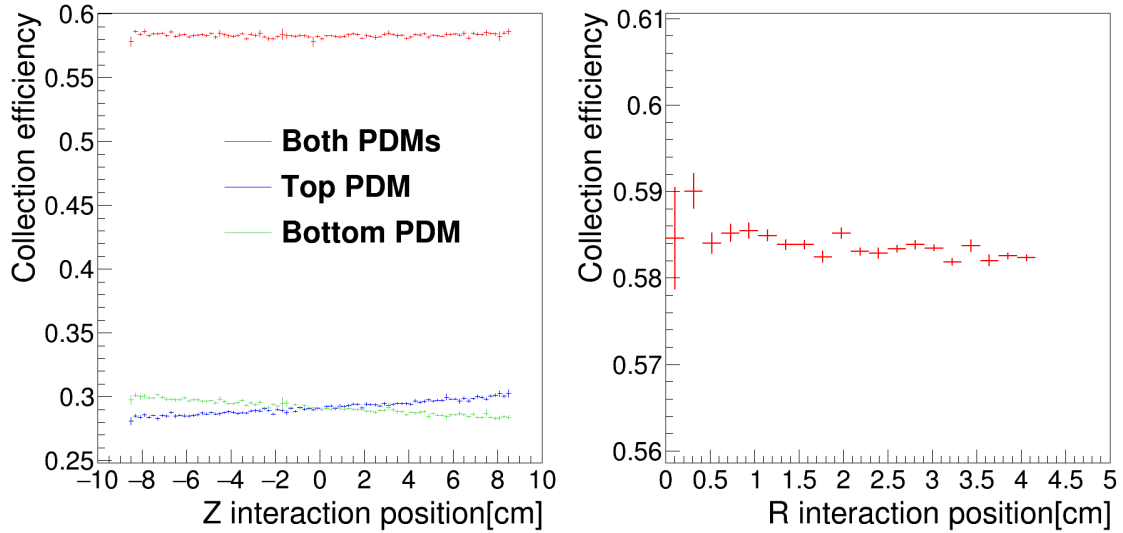 Collection efficiency
0.6
0.55
0.5
0.45
0.4
0.35
0.3
0.25
Both PDMs
Top PDM
Bottom PDM
−10 −8 −6 −4 −2 0 2 4 6 8 10
Z interaction position[cm]
Collection efficiency
0.61
0.6
0.59
0.58
0.57
0.56
0 0.5 1 1.5 2 2.5 3 3.5 4 4.5 5
R interaction position[cm]